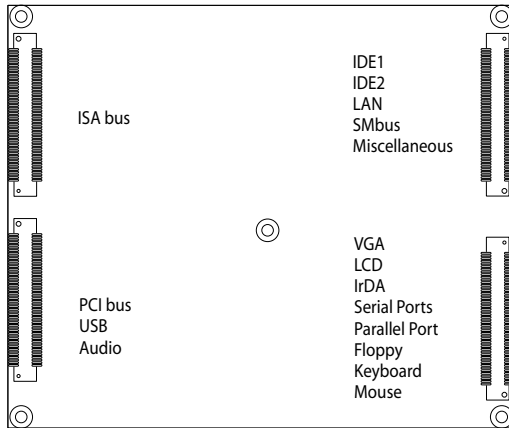 ISA bus
IDE1
IDE2
LAN
SMbus
Miscellaneous
PCI bus
USB
Audio
VGA
LCD
IrDA
Serial Ports
Parallel Port
Floppy
Keyboard
Mouse